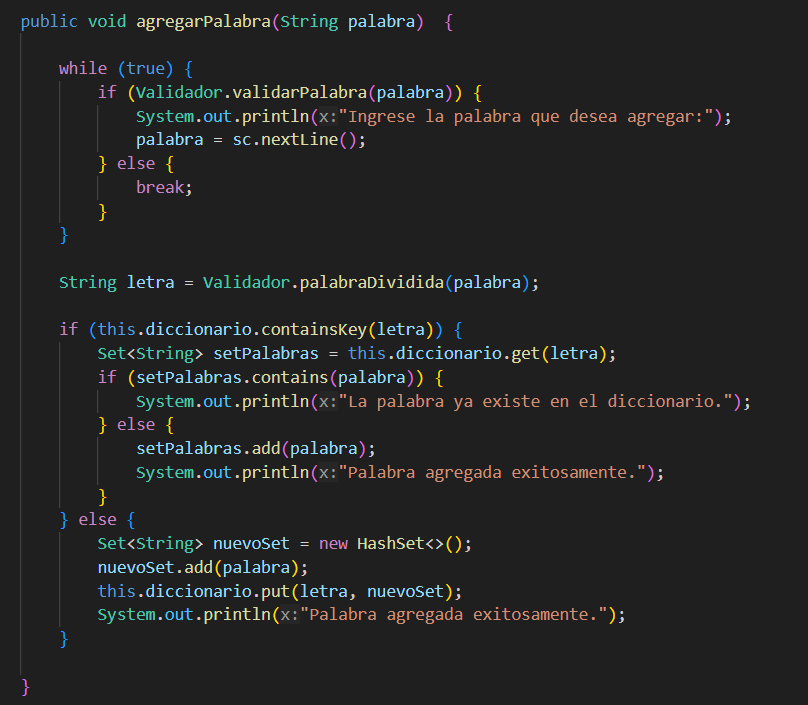 public void agregarPalabra(String palabra)  {
while (true) {
if (Validador.validarPalabra(palabra)) {
System.out.println(x:"Ingrese la palabra que desea agregar:");
palabra = sc.nextLine();
} else {
break;
}
}
String letra = Validador.palabraDividida(palabra);
if (this.diccionario.containsKey(letra)) {
Set<String> setPalabras = this.diccionario.get(letra);
if (setPalabras.contains(palabra)) {
System.out.println(x:"La palabra ya existe en el diccionario.");
} else {
setPalabras.add(palabra);
System.out.println(x:"Palabra agregada exitosamente.");
}
} else {
Set<String> nuevoSet = new HashSet<>();
nuevoSet.add(palabra);
this.diccionario.put(letra, nuevoSet);
System.out.println(x:"Palabra agregada exitosamente.");
}
}